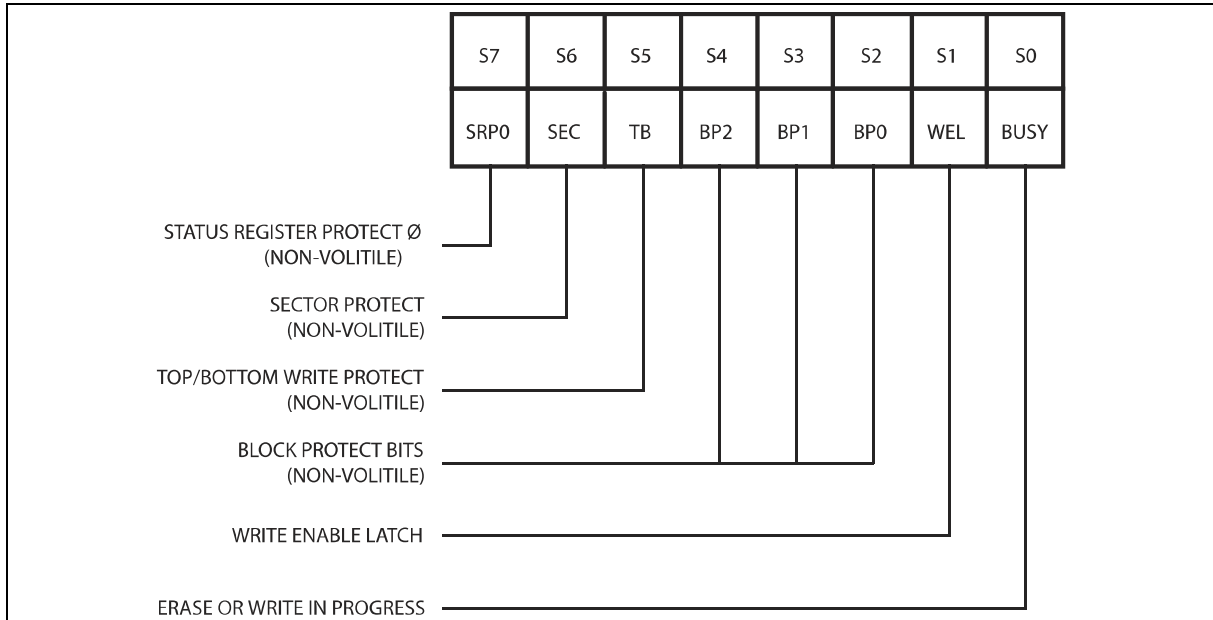 S7 S6 S5 S4 S3 S2 S1 S0
SRP0 SEC TB BP2 BP1 BP0 WEL BUSY
STATUS REGISTER PROTECT Ø
(NON-VOLITILE)
SECTOR PROTECT
(NON-VOLITILE)
TOP/BOTTOM WRITE PROTECT
(NON-VOLITILE)
BLOCK PROTECT BITS
(NON-VOLITILE)
WRITE ENABLE LATCH
ERASE OR WRITE IN PROGRESS